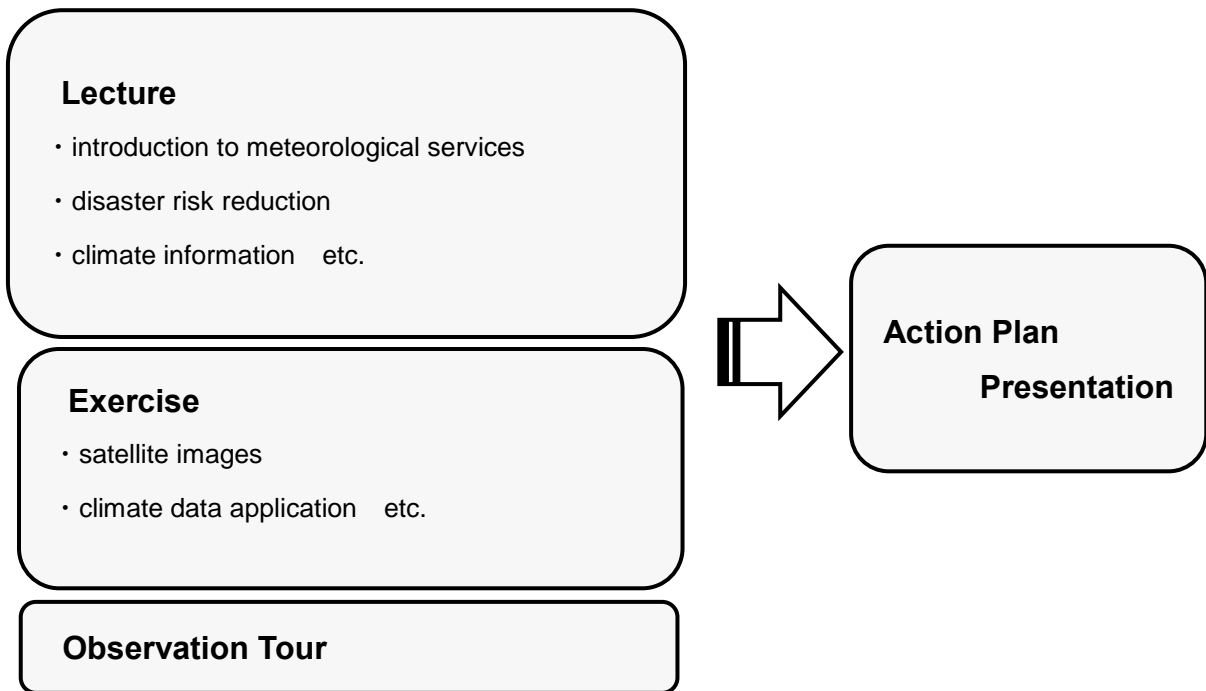 Lecture
・introduction to meteorological services
・disaster risk reduction
・climate information　etc.
Exercise
・satellite images
・climate data application　etc.
Observation Tour
Action Plan
Presentation